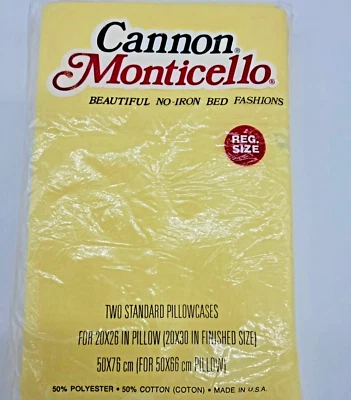 Cannon®
Monticello®
BEAUTIFUL NO-IRON BED FASHIONS
REG.
SIZE
TWO STANDARD PILLOWCASES
FOR 20X26 IN PILLOW (20X30 IN FINISHED SIZE)
50X76 cm (FOR 50X66 cm PILLOW)
50% POLYESTER • 50% COTTON (COTON) • MADE IN U.S.A.